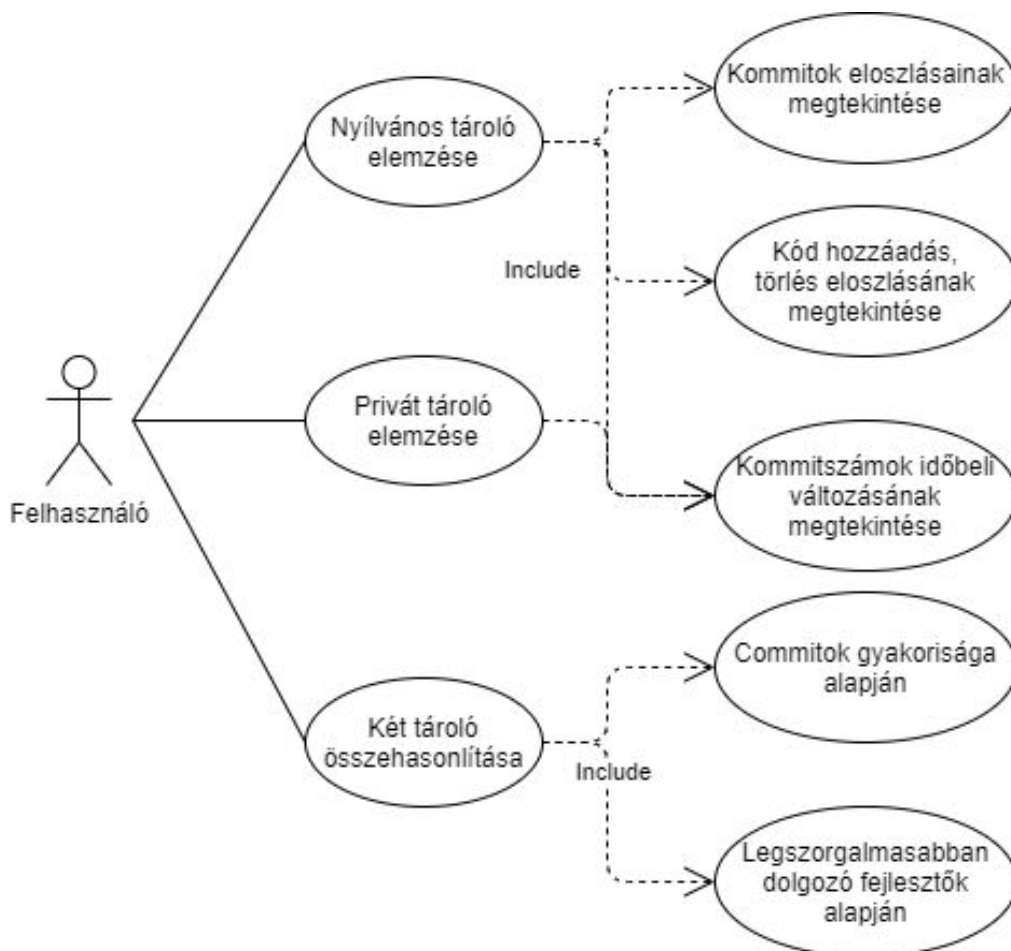 Kommitok eloszlásainak
megtekintése
Nyílvános tároló
elemzése
Kód hozzáadás,
törlés eloszlásának
megtekintése
Include
Privát tároló
elemzése
Kommitszámok időbeli
változásának
megtekintése
Felhasználó
Commitok gyakorisága
alapján
Két tároló
összehasonlítása
Include
Legszorgalmasabban
dolgozó fejlesztők
alapján